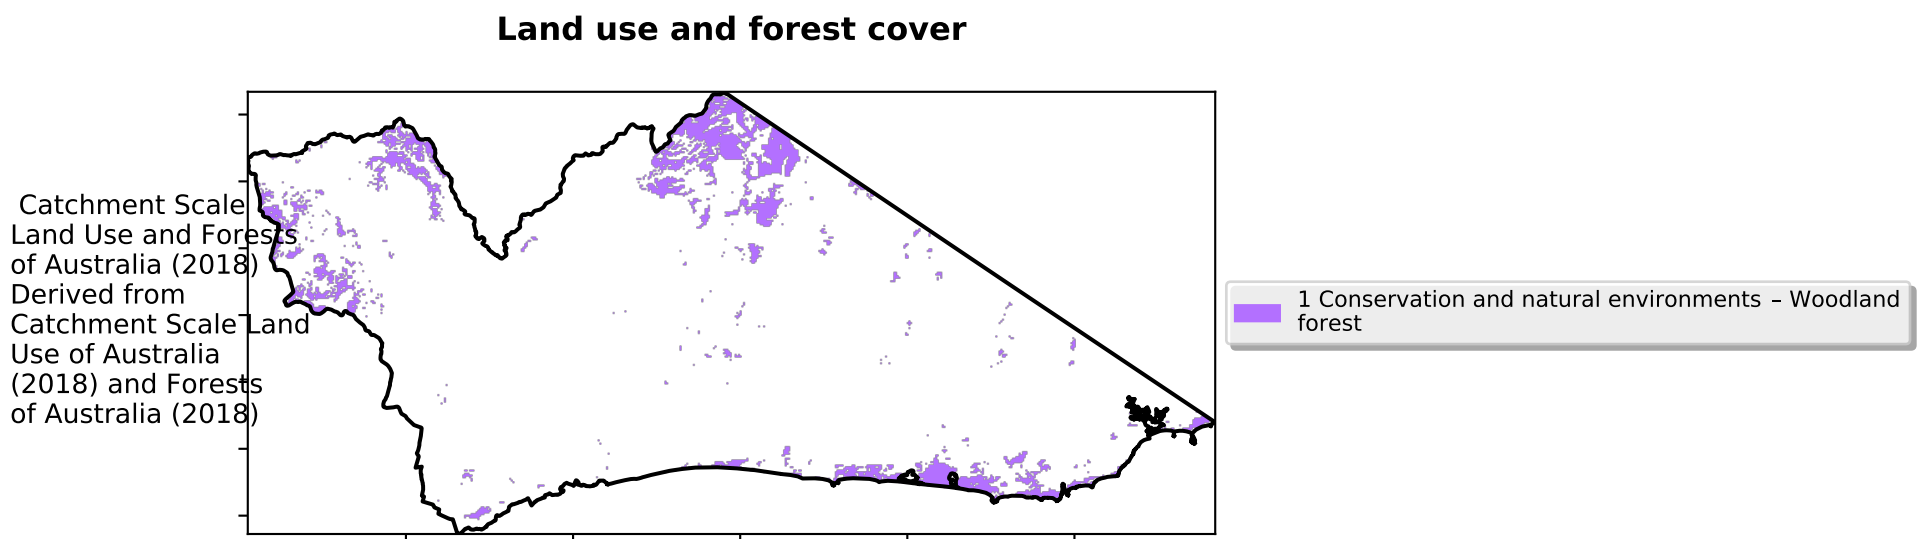 Land use and forest cover
Catchment Scale
Land Use and Forests
of Australia (2018)
Derived from
Catchment Scale Land
Use of Australia
(2018) and Forests
of Australia (2018)
1 Conservation and natural environments – Woodland
forest